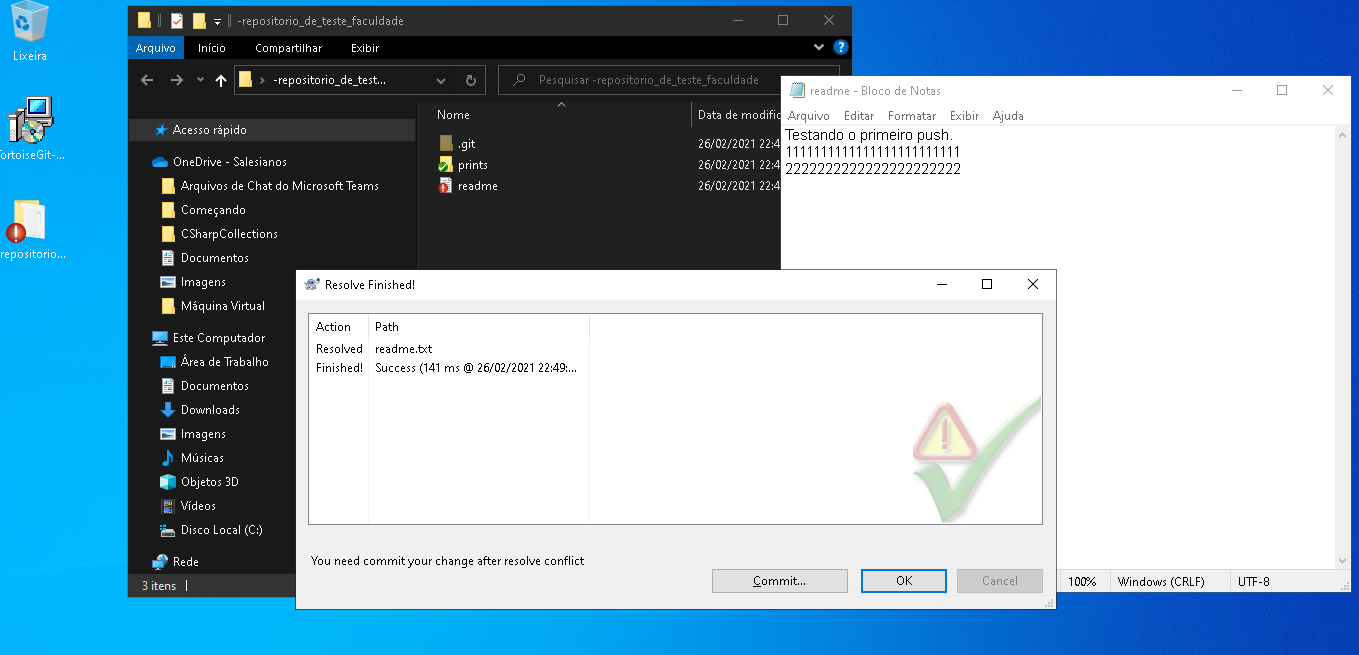 Lixeira
TortoiseGit-...
repositorio...
-repositorio_de_teste_faculdade
Arquivo Início Compartilhar Exibir
-repositorio_de_test...
Pesquisar -repositorio_de_teste_faculdade
Acesso rápido
OneDrive - Salesianos
Arquivos de Chat do Microsoft Teams
Começando
CSharpCollections
Documentos
Imagens
Máquina Virtual
Este Computador
Área de Trabalho
Documentos
Downloads
Imagens
Músicas
Objetos 3D
Vídeos
Disco Local (C:)
Rede
3 itens
Nome Data de modific
.git 26/02/2021 22:4
prints 26/02/2021 22:4
readme 26/02/2021 22:4
readme - Bloco de Notas
Arquivo Editar Formatar Exibir Ajuda
Testando o primeiro push.
1111111111111111111111111
2222222222222222222222
100% Windows (CRLF) UTF-8
Resolve Finished!
Action Path
Resolved readme.txt
Finished! Success (141 ms @ 26/02/2021 22:49:...
You need commit your change after resolve conflict
Commit... OK Cancel